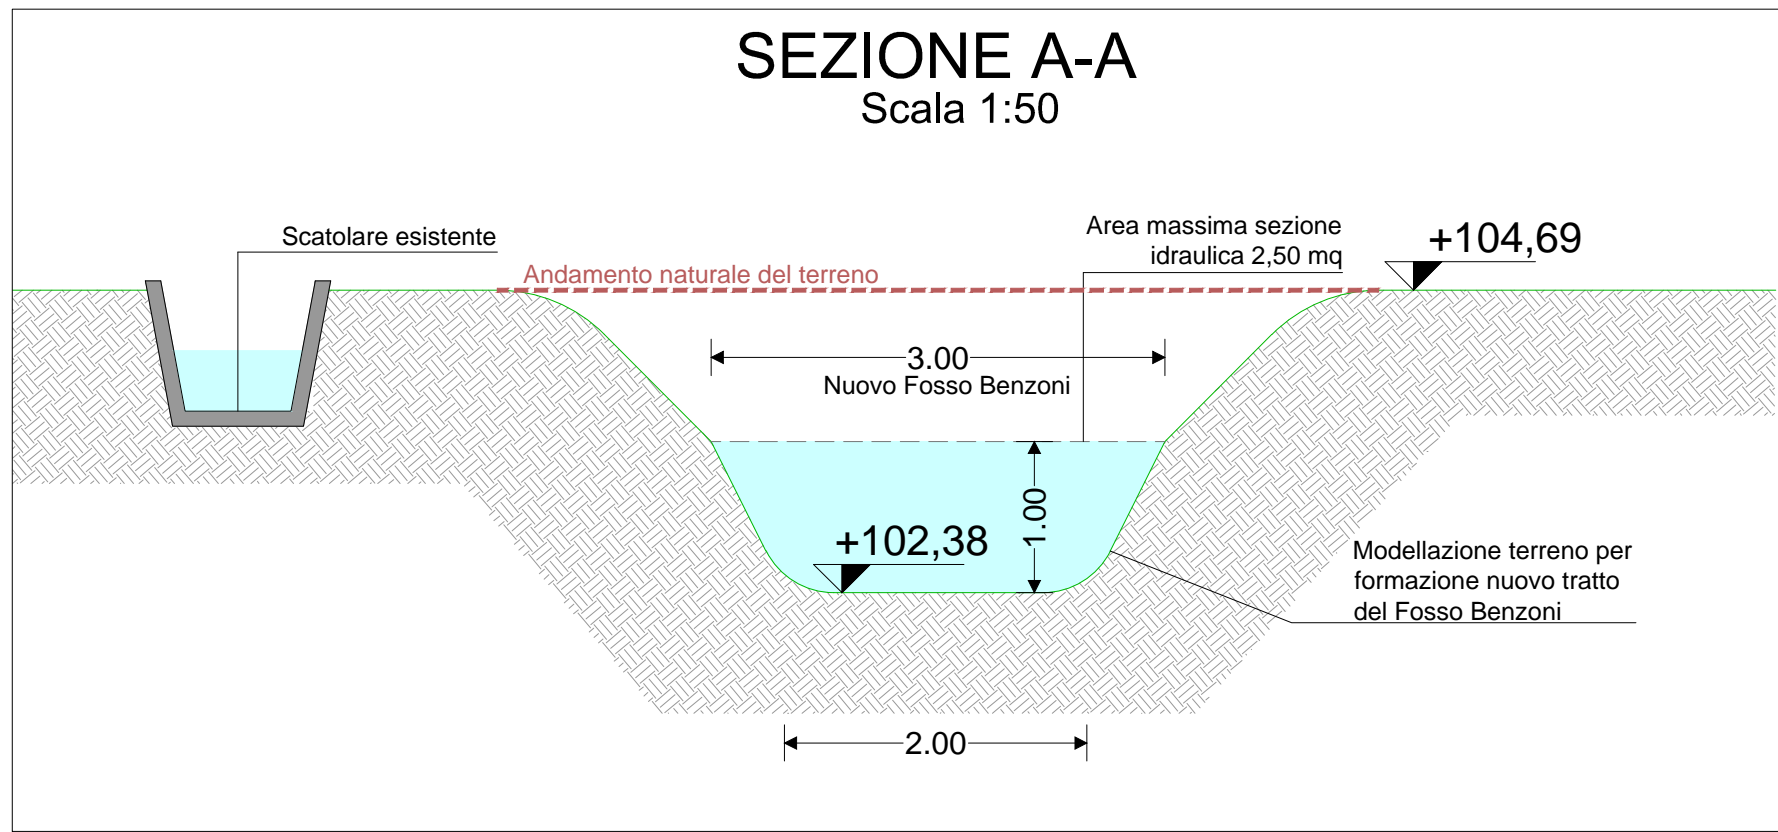 SEZIONE A-A
Scala 1:50
Scatolare esistente
Andamento naturale del terreno
Area massima sezione
idraulica 2,50 mq
+104,69
3.00
Nuovo Fosso Benzoni
1.00
+102,38
Modellazione terreno per
formazione nuovo tratto
del Fosso Benzoni
2.00